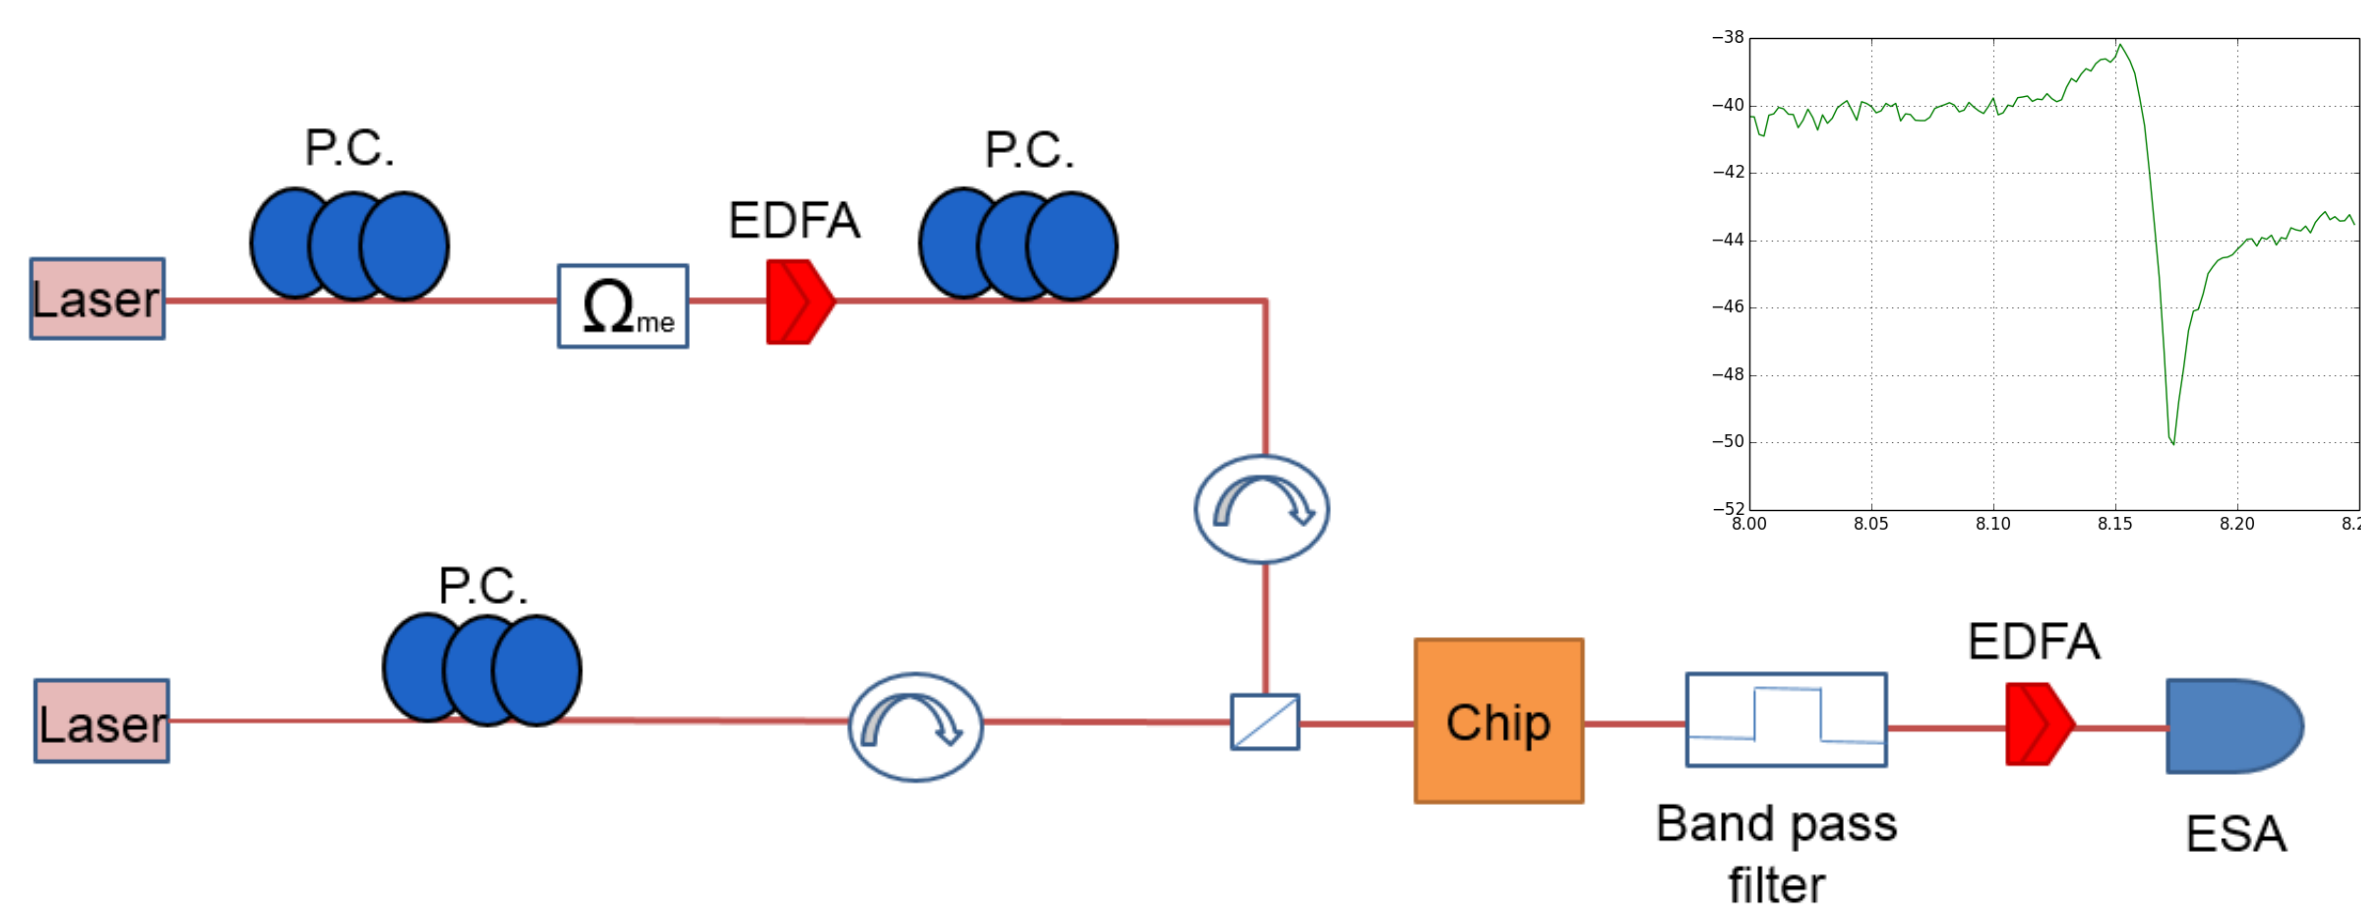 P.C.
P.C.
EDFA
Laser
Ωme
−38
−40
−42
−44
−46
−48
−50
−52
8.00 8.05 8.10 8.15 8.20
P.C.
Laser
Chip
EDFA
Band pass
filter
ESA